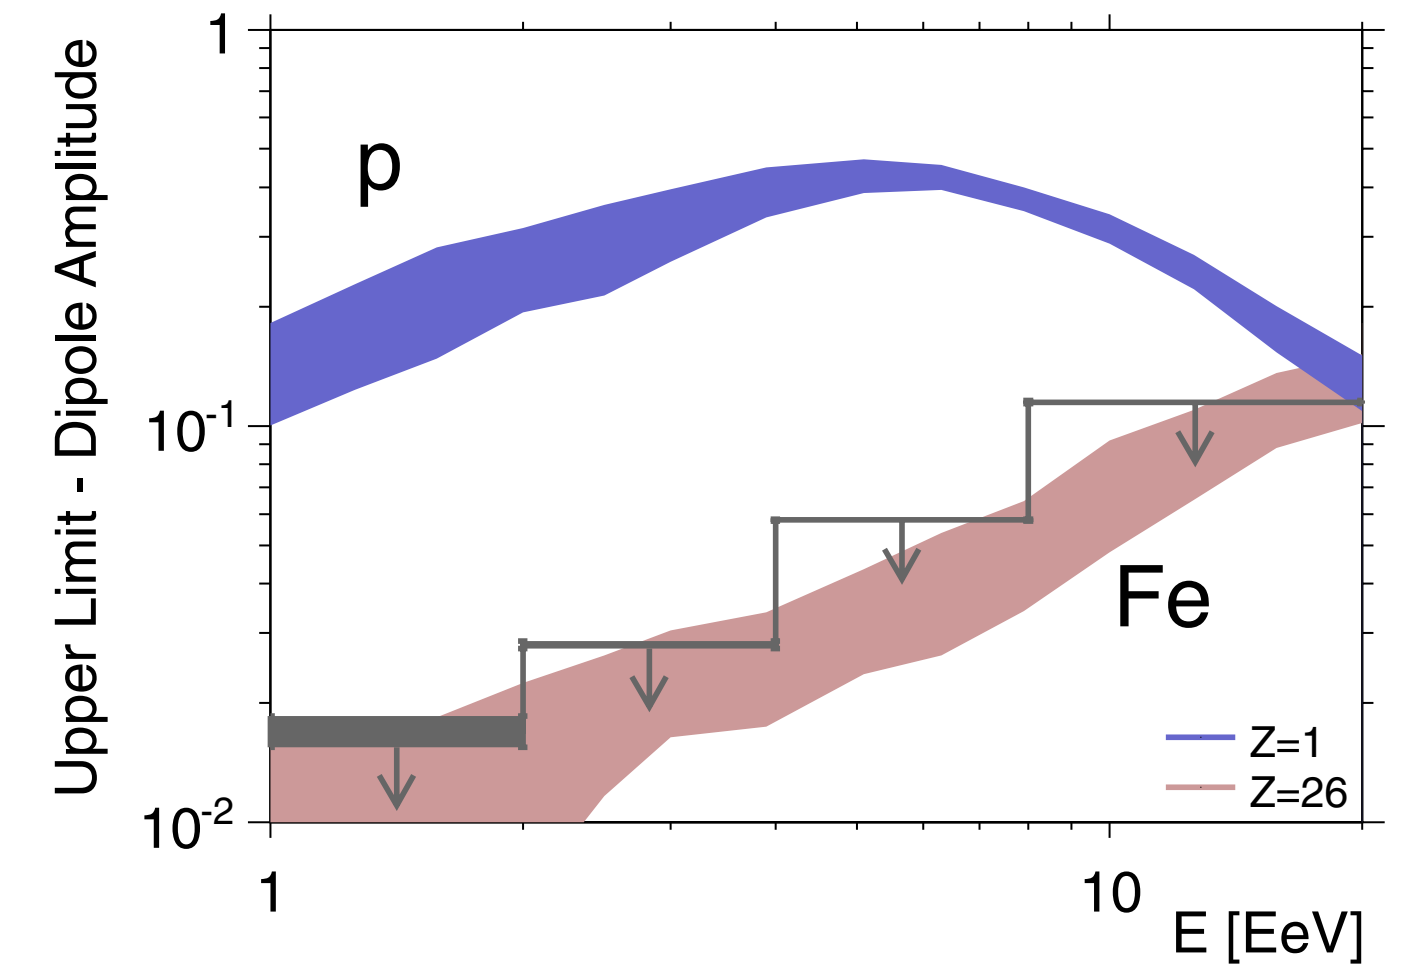 Upper Limit - Dipole Amplitude
1
10-1
10-2
p
Fe
Z=1
Z=26
1
10
E [EeV]